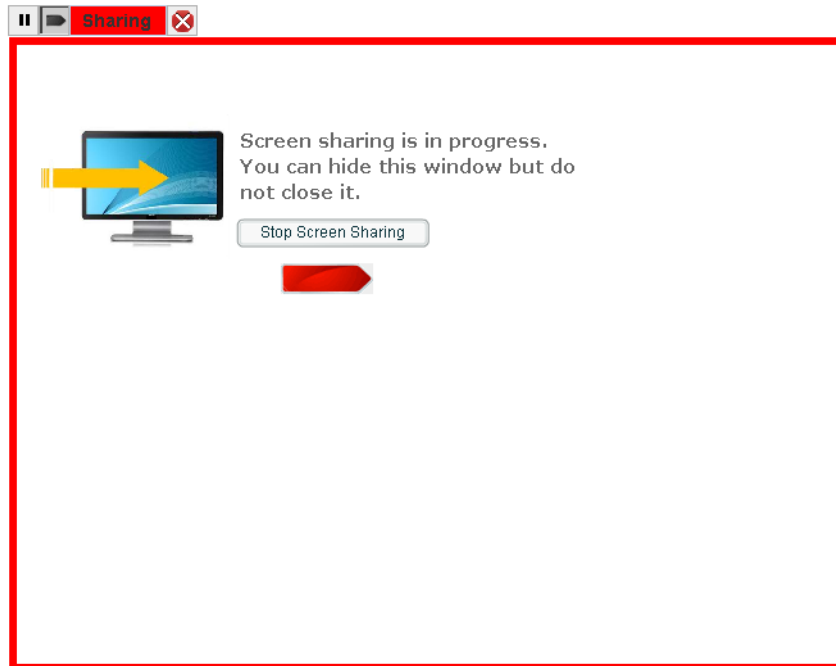 Sharing
Screen sharing is in progress.
You can hide this window but do
not close it.
Stop Screen Sharing